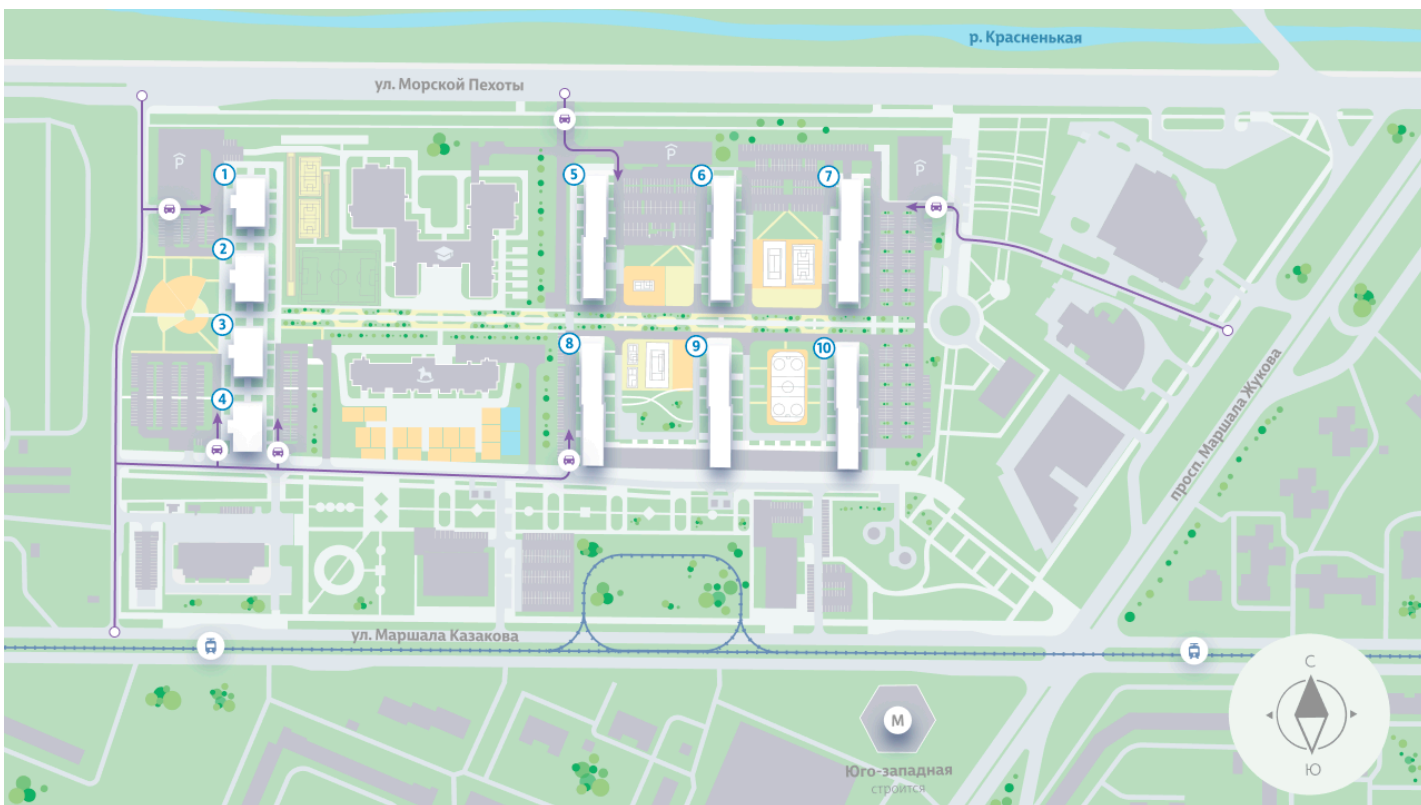 р. Красненькая
ул. Морской Пехоты
P
P
P
1
5
6
7
2
3
8
9
10
4
просп. Маршала Жукова
ул. Маршала Казакова
М
Юго-западная
строится
С
Ю